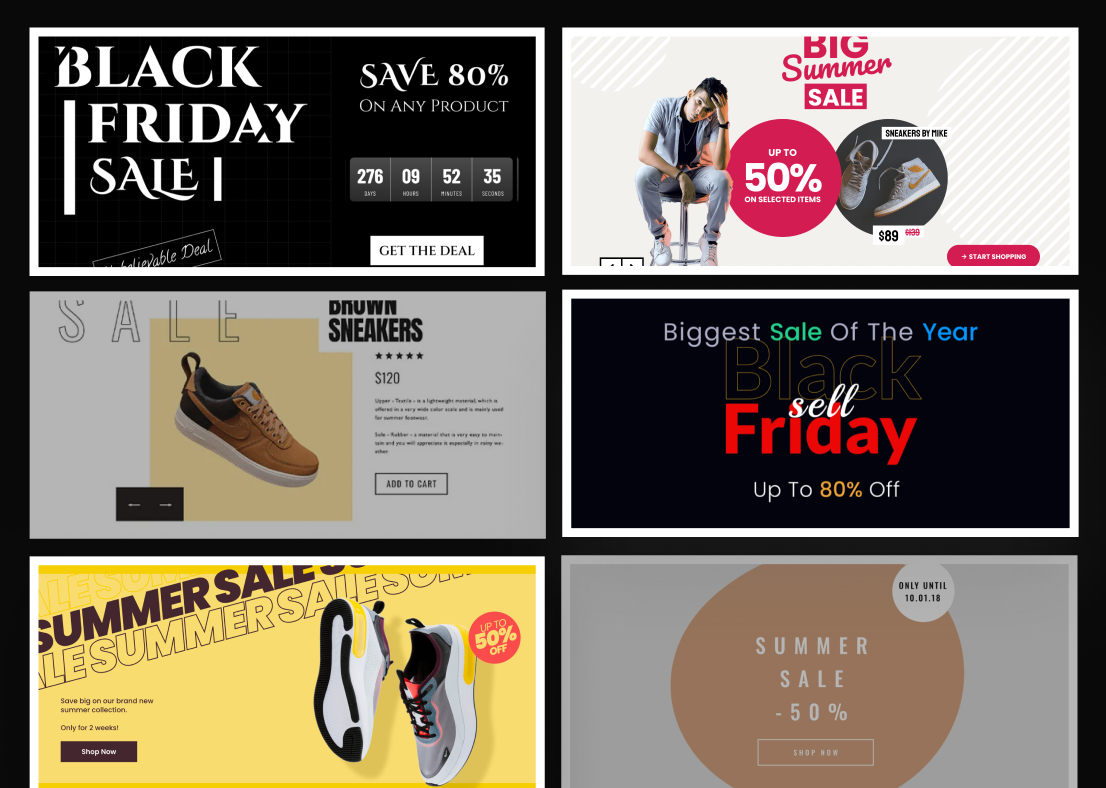 BLACK
FRIDAY
SALE
SAVE 80%
ON ANY PRODUCT
276 09 52 35
DAYS HOURS MINUTES SECONDS
Unbelievable Deal
GET THE DEAL
BIG
Summer
SALE
UP TO
50%
ON SELECTED ITEMS
SNEAKERS BY MIKE
$89 $139
→ START SHOPPING
SALE
BROWN
SNEAKERS
★★★★★
$120
Upper - Textile - is a lightweight material, which is
offered in a very wide color scale and is mainly used
for summer footwear.
Sole - Rubber - a material that is very easy to main-
tain and you will appreciate it especially in rainy we-
ather.
ADD TO CART
← →
Biggest Sale Of The Year
Black
sell
Friday
Up To 80% Off
SUMMER SALE
SUMMER SALE
UP TO
50%
OFF
Save big on our brand new
summer collection.
Only for 2 weeks!
Shop Now
ONLY UNTIL
10.01.18
SUMMER
SALE
-50%
SHOP NOW